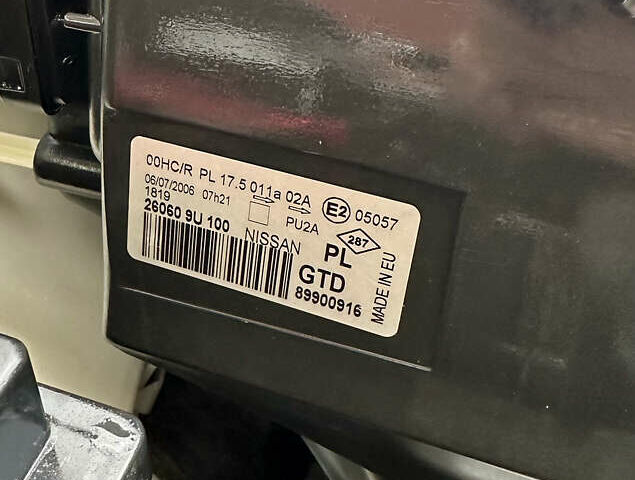 00HC/R PL 17.5 011a 02A E2 05057
06/07/2006 07h21 PU2A 287
1819
26060 9U 100 NISSAN PL
GTD
89900916
MADE IN EU